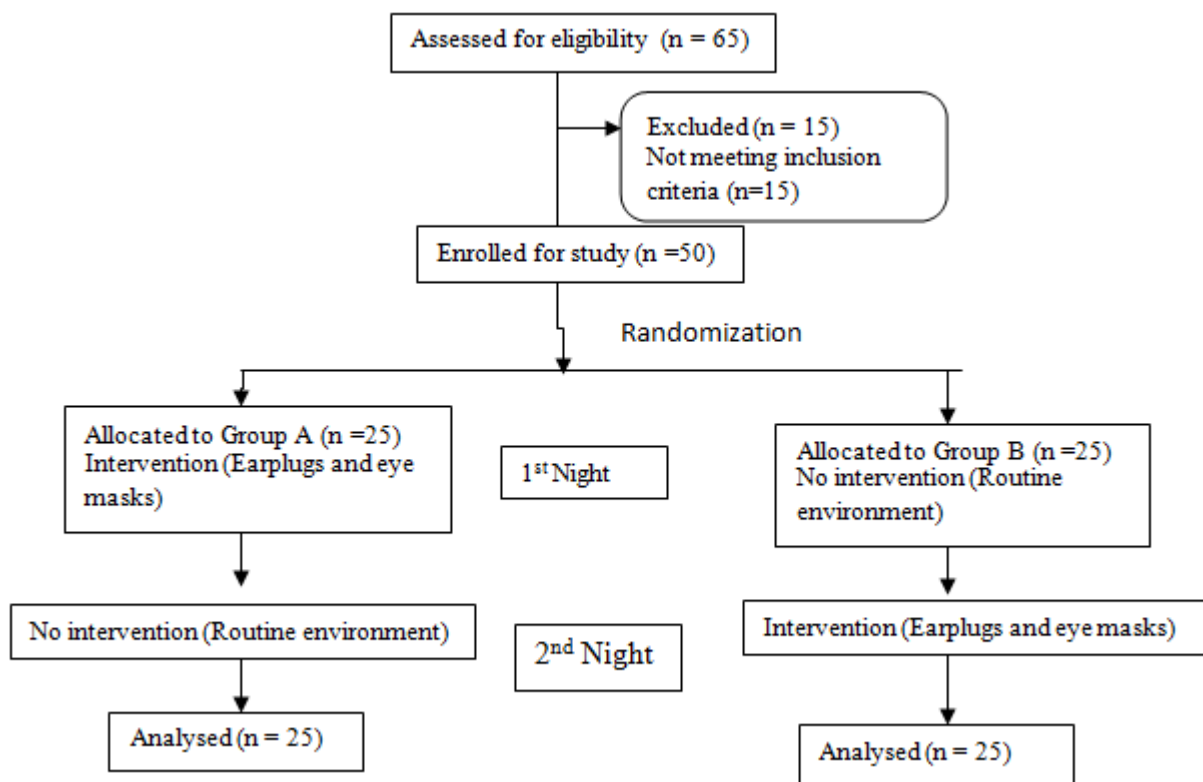 Assessed for eligibility (n = 65)
Excluded (n = 15)
Not meeting inclusion
criteria (n=15)
Enrolled for study (n =50)
Randomization
Allocated to Group A (n =25)
Intervention (Earplugs and eye
masks)
1st Night
Allocated to Group B (n =25)
No intervention (Routine
environment)
No intervention (Routine environment)
2nd Night
Intervention (Earplugs and eye masks)
Analysed (n = 25)
Analysed (n = 25)